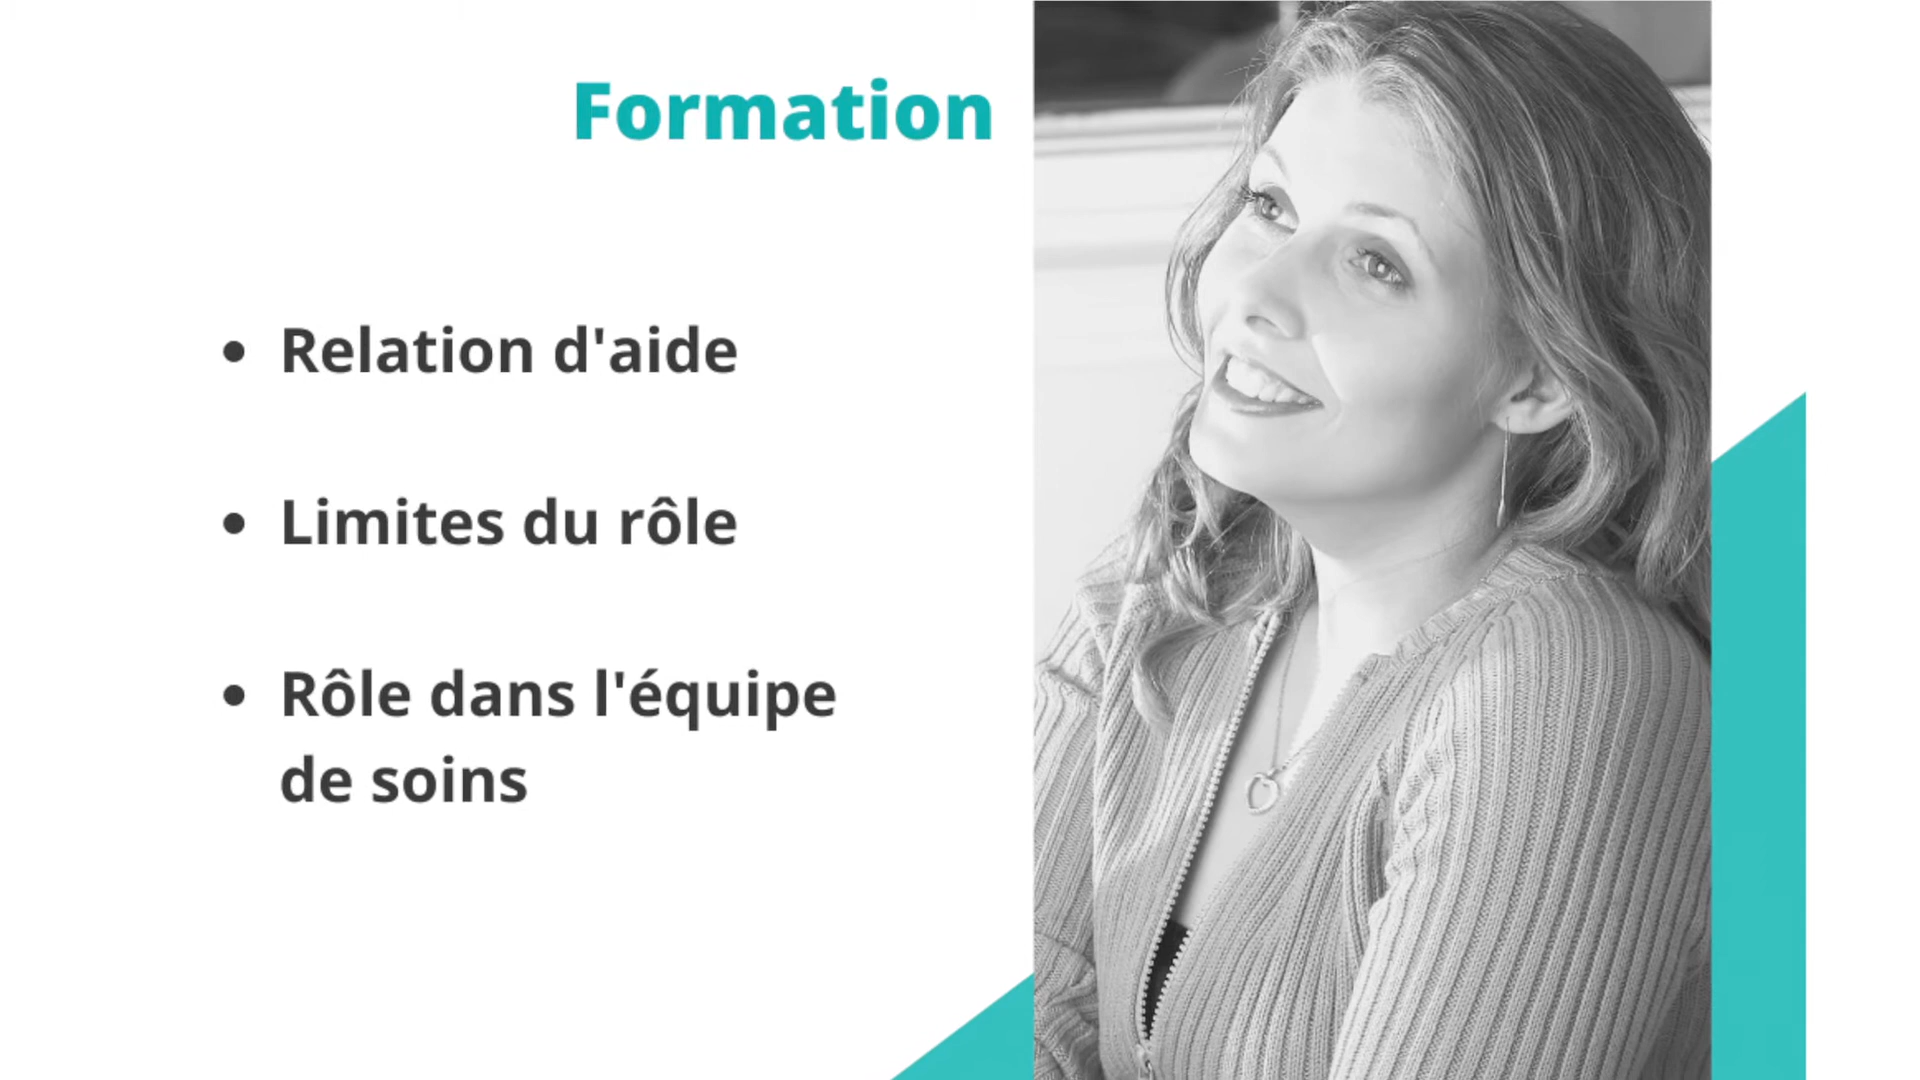 Formation
• Relation d'aide
• Limites du rôle
• Rôle dans l'équipe
de soins